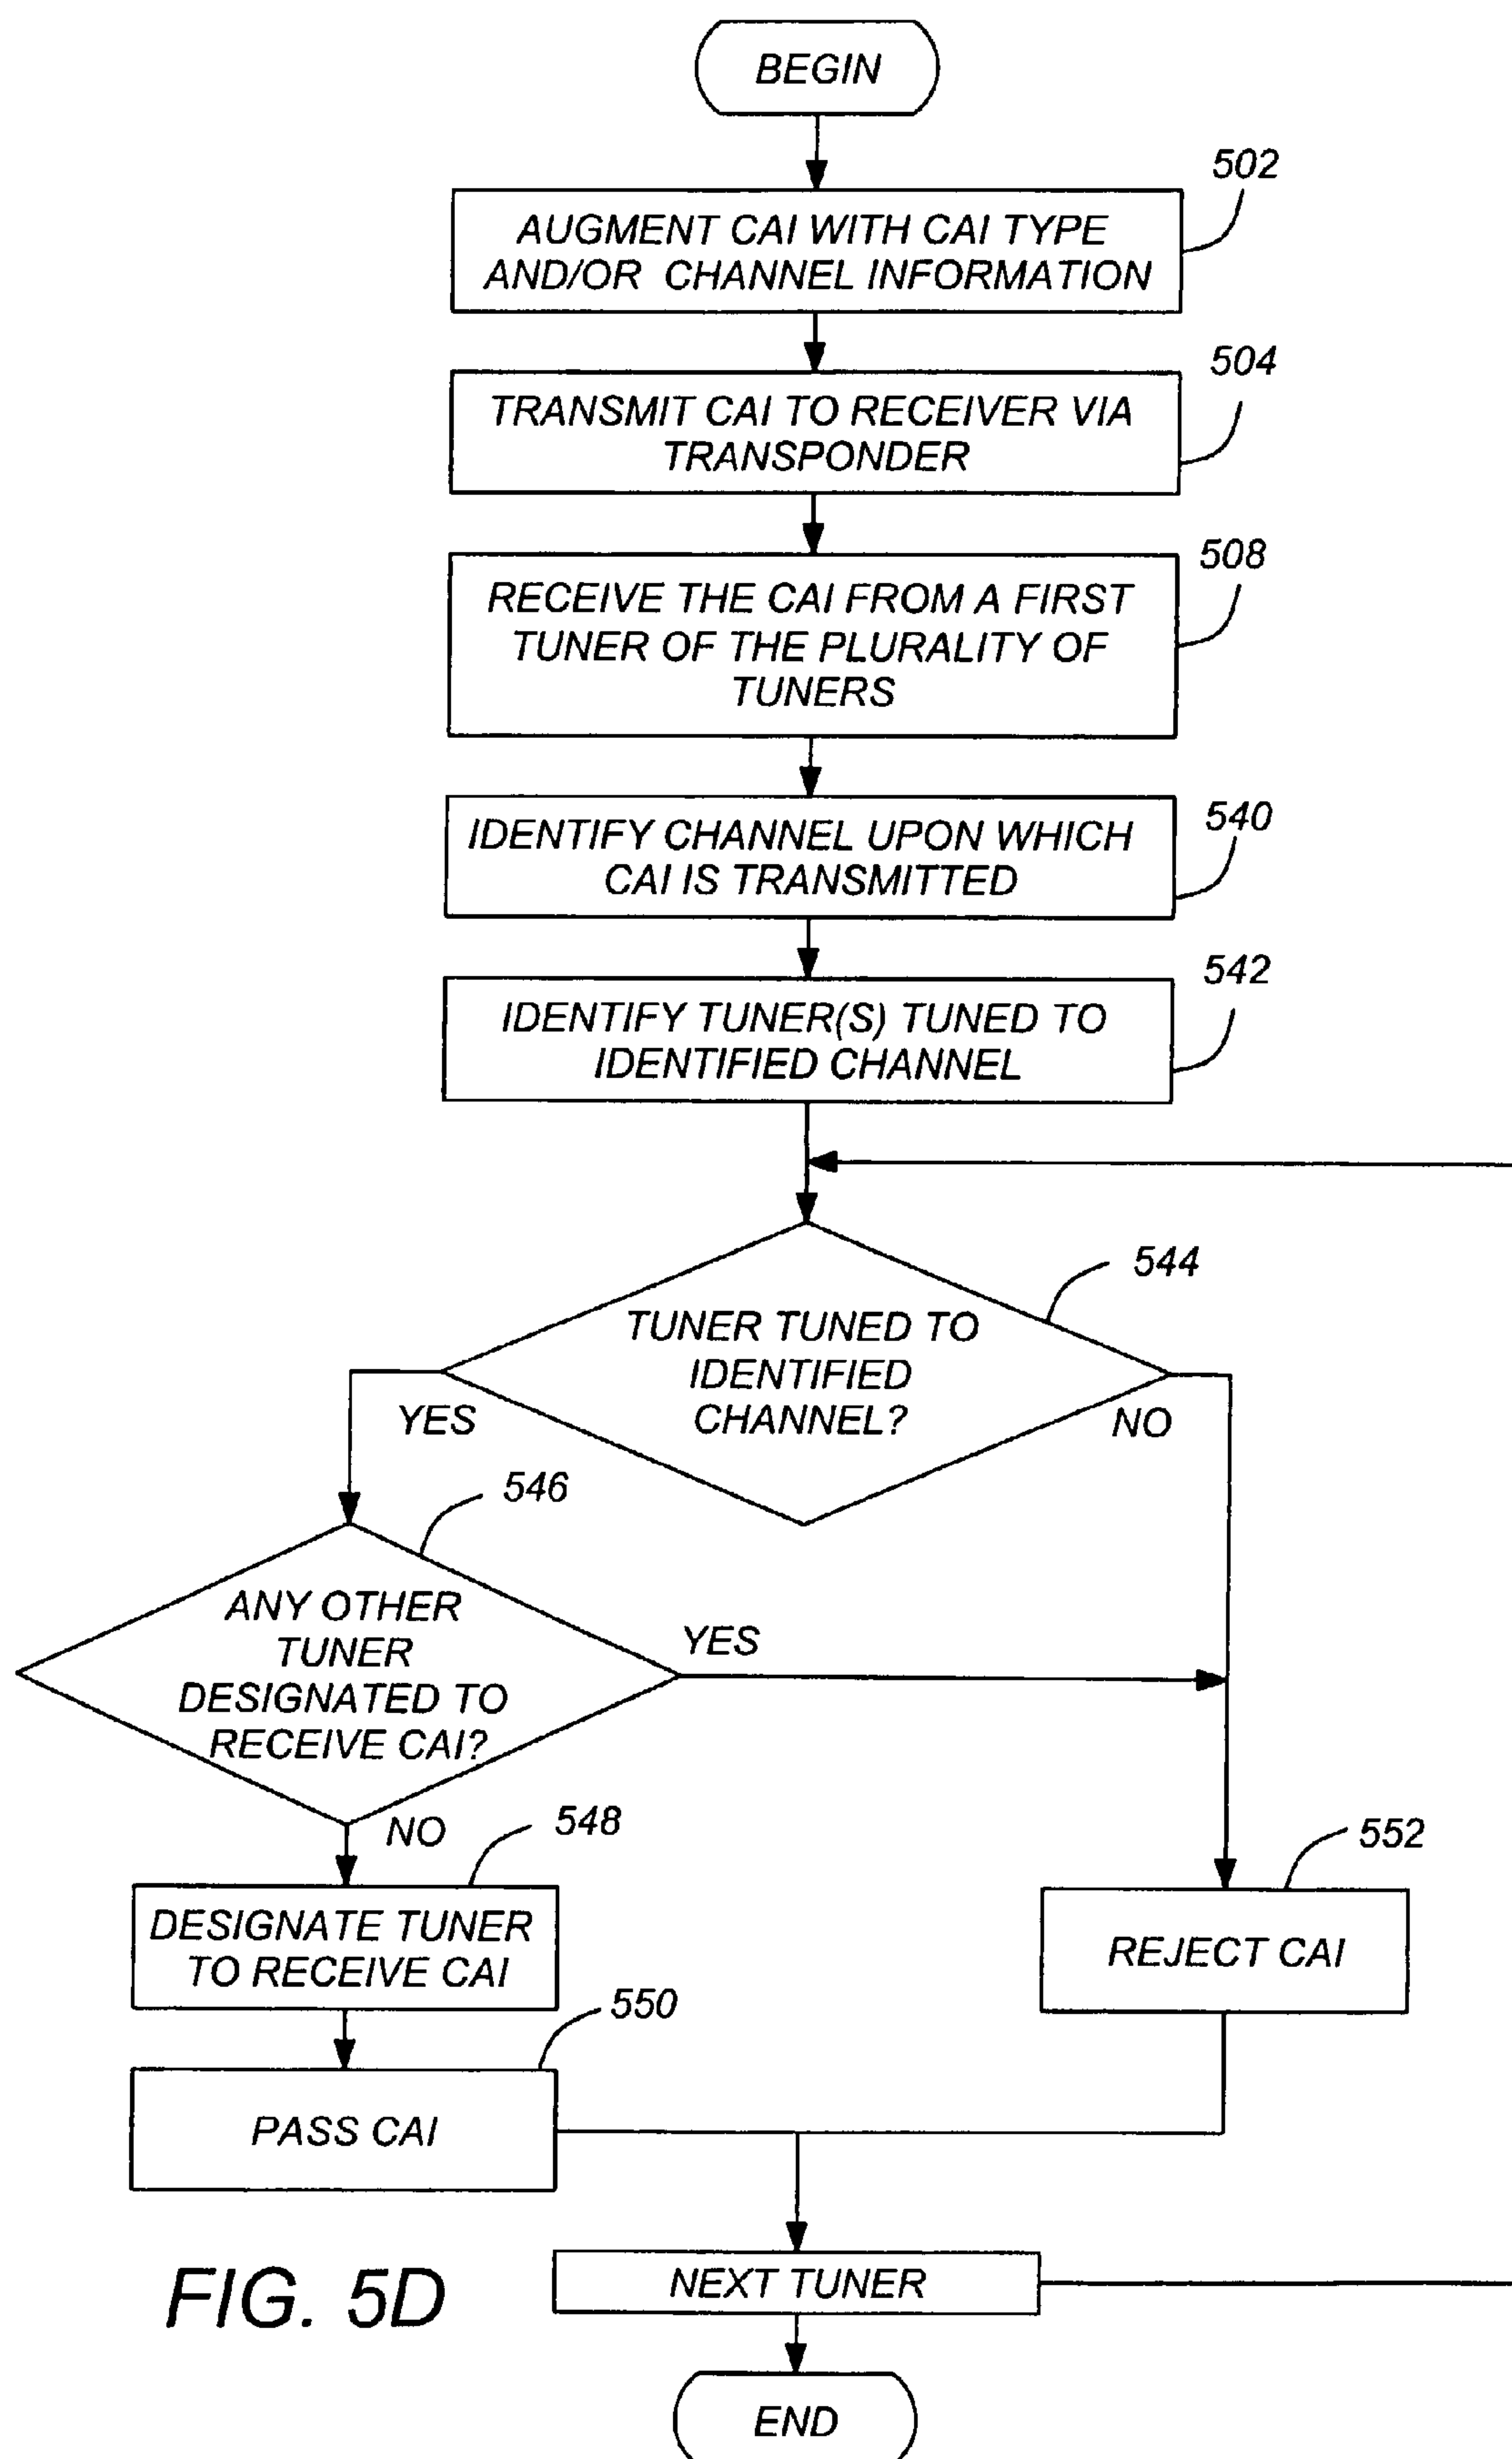 BEGIN
502
AUGMENT CAI WITH CAI TYPE
AND/OR CHANNEL INFORMATION
504
TRANSMIT CAI TO RECEIVER VIA
TRANSPONDER
508
RECEIVE THE CAI FROM A FIRST
TUNER OF THE PLURALITY OF
TUNERS
540
IDENTIFY CHANNEL UPON WHICH
CAI IS TRANSMITTED
542
IDENTIFY TUNER(S) TUNED TO
IDENTIFIED CHANNEL
544
TUNER TUNED TO
IDENTIFIED
CHANNEL?
YES
NO
546
ANY OTHER
TUNER
DESIGNATED TO
RECEIVE CAI?
YES
NO
548
DESIGNATE TUNER
TO RECEIVE CAI
552
REJECT CAI
550
PASS CAI
NEXT TUNER
END
FIG. 5D